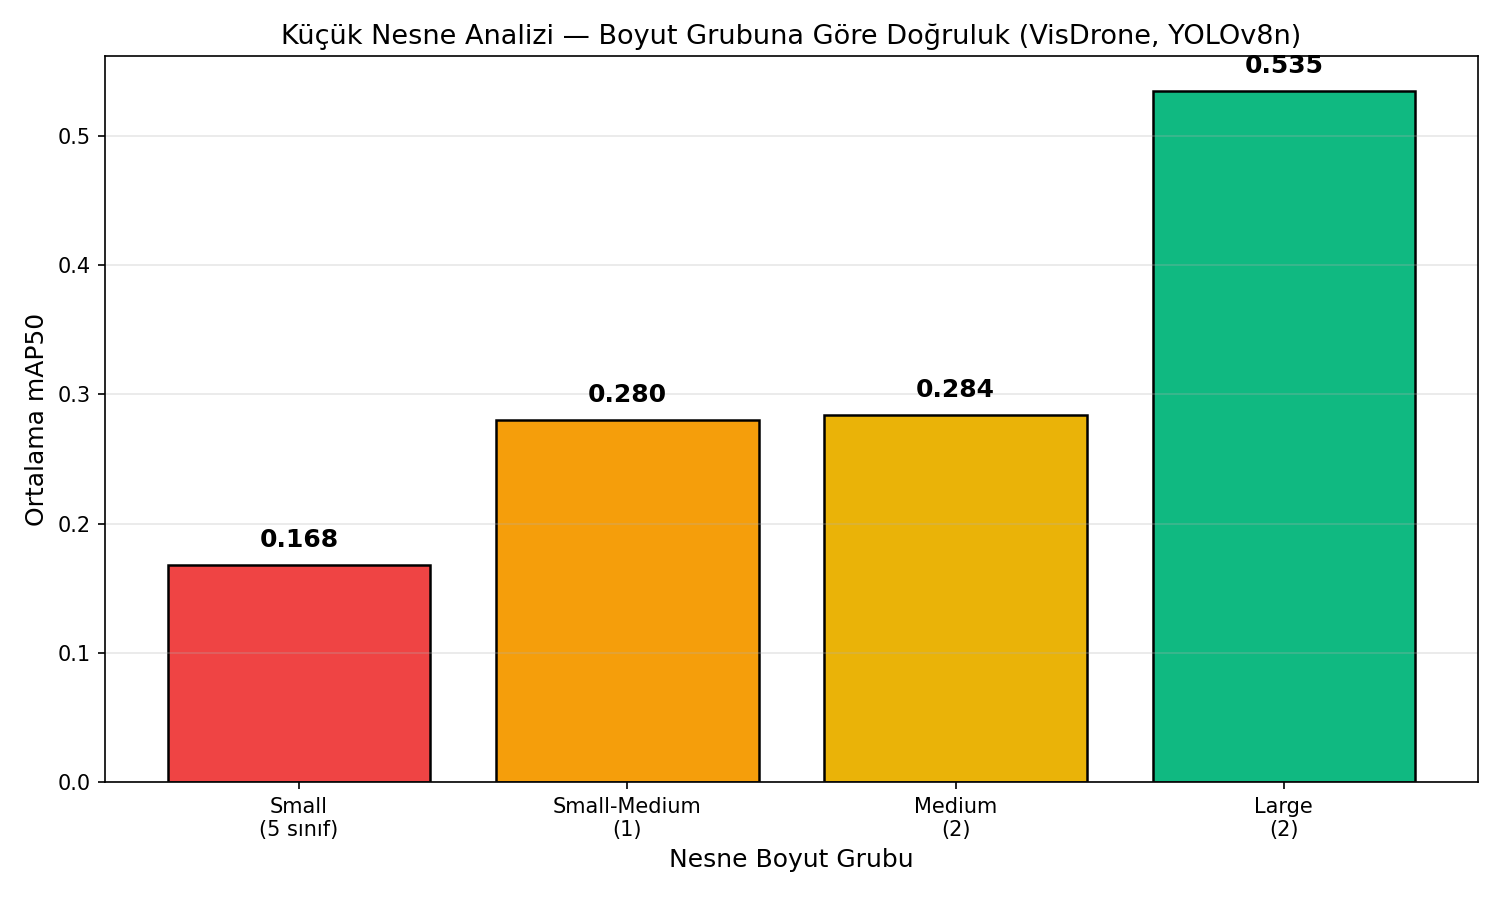 Küçük Nesne Analizi — Boyut Grubuna Göre Doğruluk (VisDrone, YOLOv8n)
0.535
0.5
0.4
0.3
0.280
0.284
0.2
0.168
0.1
0.0
Ortalama mAP50
Small
(5 sınıf)
Small-Medium
(1)
Medium
(2)
Large
(2)
Nesne Boyut Grubu